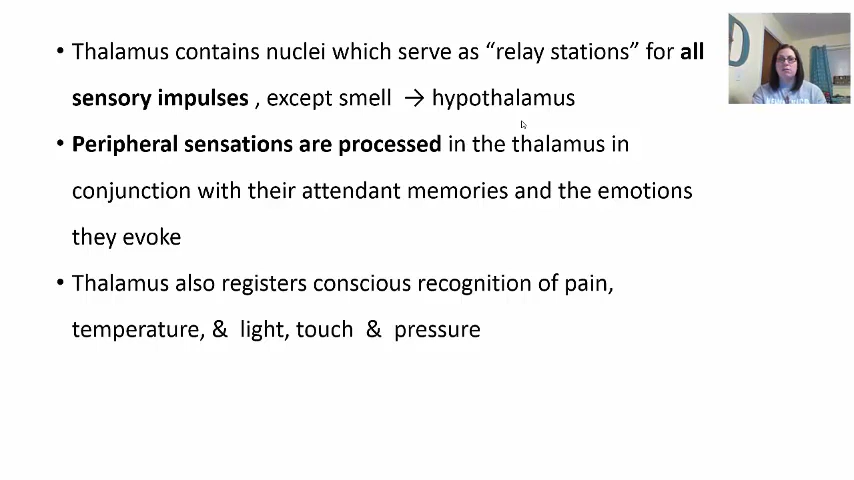 • Thalamus contains nuclei which serve as “relay stations” for all
sensory impulses , except smell → hypothalamus
• Peripheral sensations are processed in the thalamus in
conjunction with their attendant memories and the emotions
they evoke
• Thalamus also registers conscious recognition of pain,
temperature, & light, touch & pressure